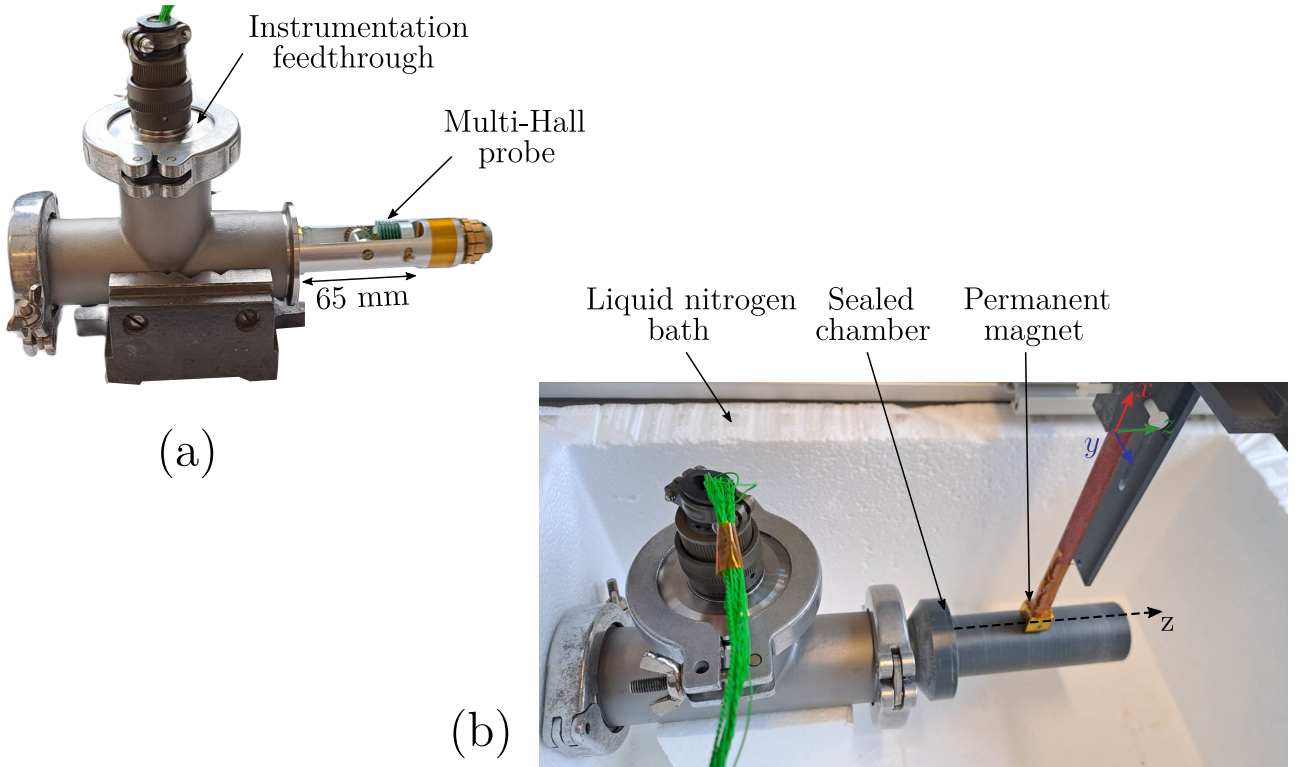 Instrumentation
feedthrough
Multi-Hall
probe
65 mm
(a)
Liquid nitrogen
bath
Sealed
chamber
Permanent
magnet
x
z
y
z
(b)